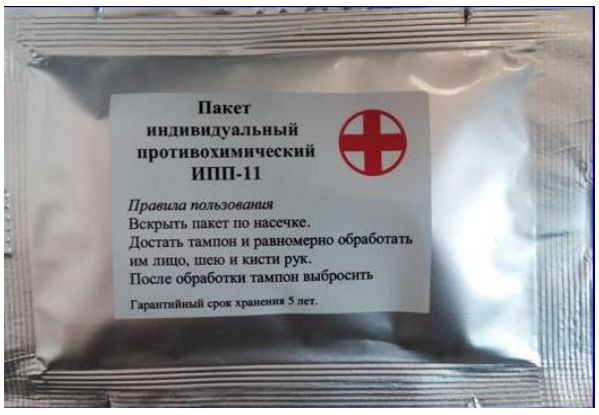 Пакет
индивидуальный
противохимический
ИПП-11
Правила пользования
Вскрыть пакет по насечке.
Достать тампон и равномерно обработать
им лицо, шею и кисти рук.
После обработки тампон выбросить
Гарантийный срок хранения 5 лет.